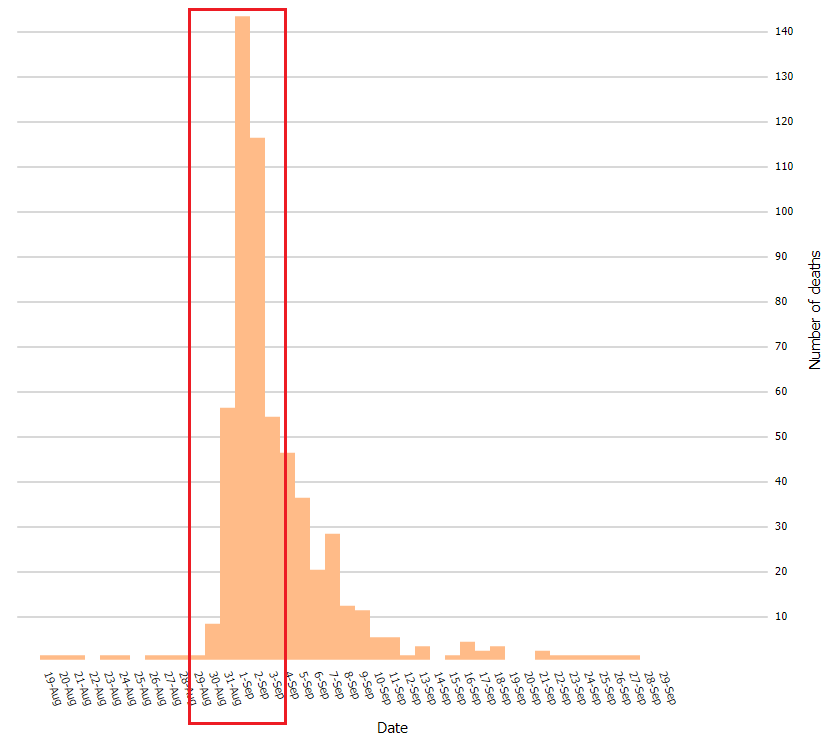 140
130
120
110
100
90
80
70
60
50
40
30
20
10
Number of deaths
19-Aug
20-Aug
21-Aug
22-Aug
23-Aug
24-Aug
25-Aug
26-Aug
27-Aug
28-Aug
29-Aug
30-Aug
31-Aug
1-Sep
2-Sep
3-Sep
4-Sep
5-Sep
6-Sep
7-Sep
8-Sep
9-Sep
10-Sep
11-Sep
12-Sep
13-Sep
14-Sep
15-Sep
16-Sep
17-Sep
18-Sep
19-Sep
20-Sep
21-Sep
22-Sep
23-Sep
24-Sep
25-Sep
26-Sep
27-Sep
28-Sep
29-Sep
Date